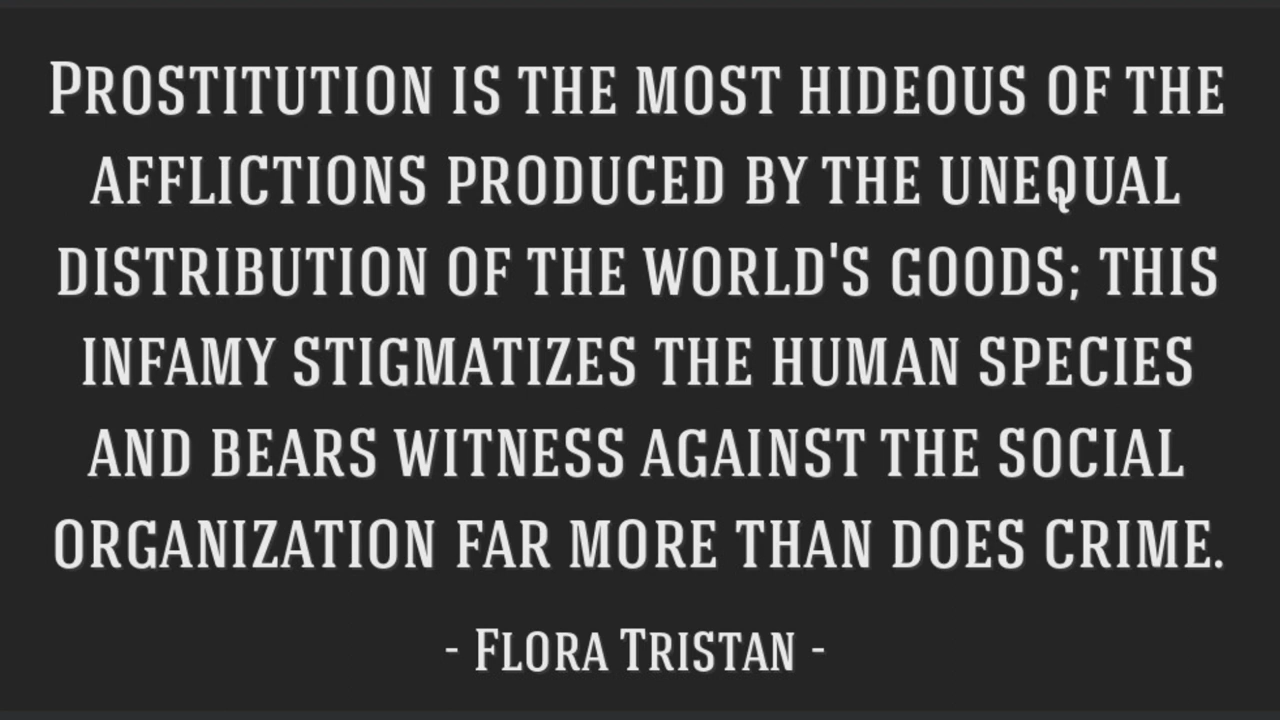 Prostitution is the most hideous of the
afflictions produced by the unequal
distribution of the world's goods; this
infamy stigmatizes the human species
and bears witness against the social
organization far more than does crime.
- Flora Tristan -